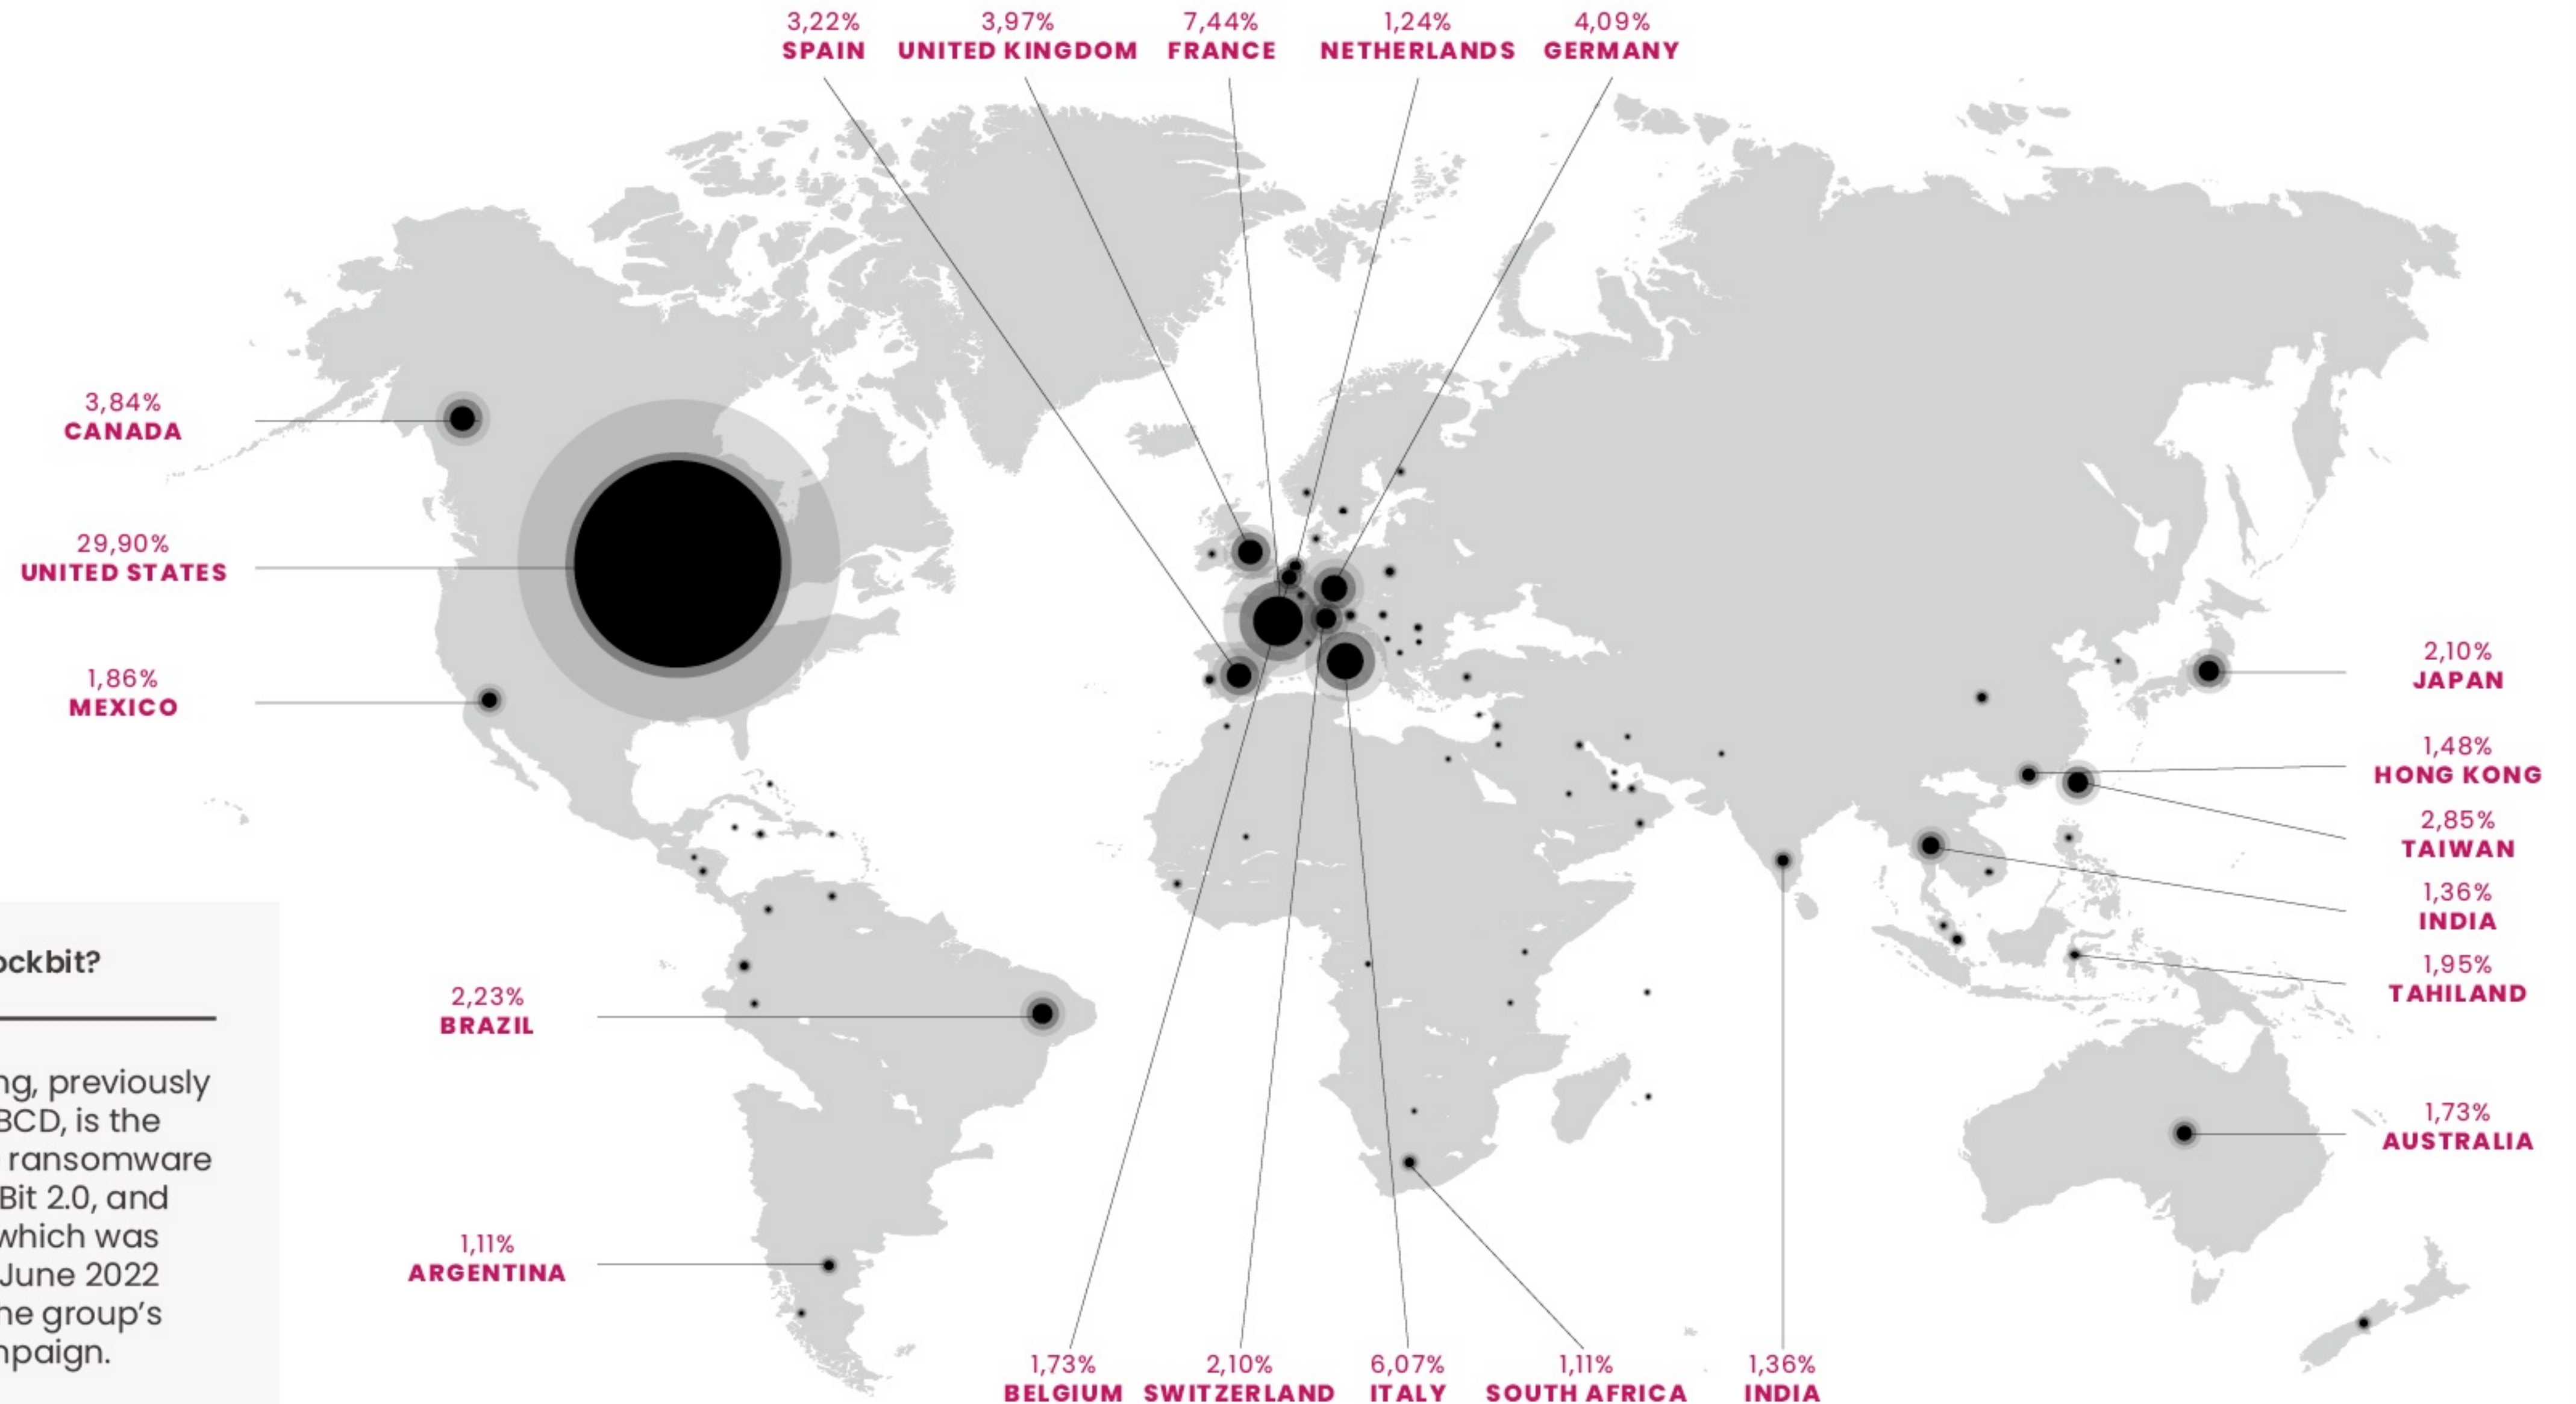 3,22%
SPAIN
3,97%
UNITED KINGDOM
7,44%
FRANCE
1,24%
NETHERLANDS
4,09%
GERMANY
3,84%
CANADA
29,90%
UNITED STATES
1,86%
MEXICO
2,10%
JAPAN
1,48%
HONG KONG
2,85%
TAIWAN
1,36%
INDIA
1,95%
TAHILAND
1,73%
AUSTRALIA
2,23%
BRAZIL
1,11%
ARGENTINA
ockbit?
ng, previously
BCD, is the
ransomware
Bit 2.0, and
which was
June 2022
he group's
npaign.
1,73%
BELGIUM
2,10%
SWITZERLAND
6,07%
ITALY
1,11%
SOUTH AFRICA
1,36%
INDIA